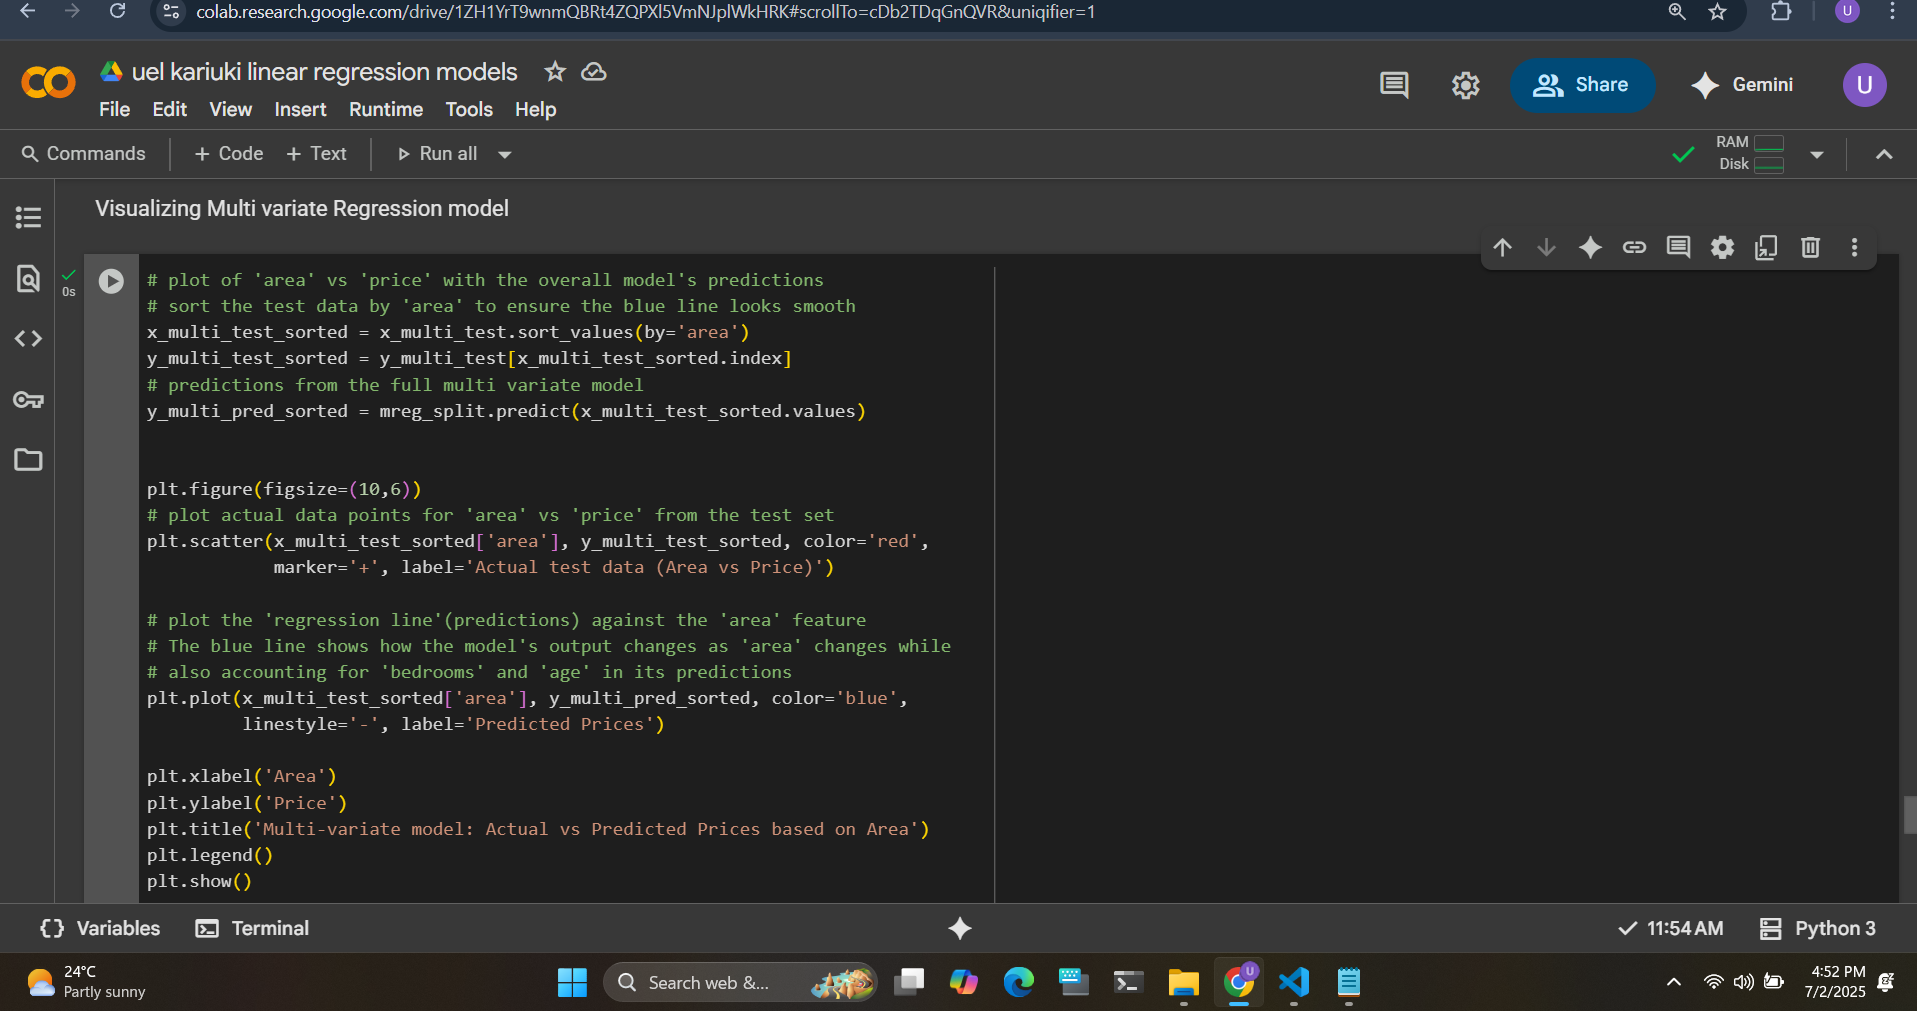 colab.research.google.com/drive/1ZH1YrT9wnmQBRt4ZQPXl5VmNJplWkHRK#scrollTo=cDb2TDqGnQVR&uniqifier=1
U
uel kariuki linear regression models
File Edit View Insert Runtime Tools Help
Share
Gemini
U
Commands + Code + Text Run all
RAM
Disk
Visualizing Multi variate Regression model
0s
# plot of 'area' vs 'price' with the overall model's predictions
# sort the test data by 'area' to ensure the blue line looks smooth
x_multi_test_sorted = x_multi_test.sort_values(by='area')
y_multi_test_sorted = y_multi_test[x_multi_test_sorted.index]
# predictions from the full multi variate model
y_multi_pred_sorted = mreg_split.predict(x_multi_test_sorted.values)
plt.figure(figsize=(10,6))
# plot actual data points for 'area' vs 'price' from the test set
plt.scatter(x_multi_test_sorted['area'], y_multi_test_sorted, color='red',
marker='+', label='Actual test data (Area vs Price)')
# plot the 'regression line'(predictions) against the 'area' feature
# The blue line shows how the model's output changes as 'area' changes while
# also accounting for 'bedrooms' and 'age' in its predictions
plt.plot(x_multi_test_sorted['area'], y_multi_pred_sorted, color='blue',
linestyle='-', label='Predicted Prices')
plt.xlabel('Area')
plt.ylabel('Price')
plt.title('Multi-variate model: Actual vs Predicted Prices based on Area')
plt.legend()
plt.show()
Variables Terminal
11:54 AM Python 3
24°C
Partly sunny
Search web &...
U
4:52 PM
7/2/2025